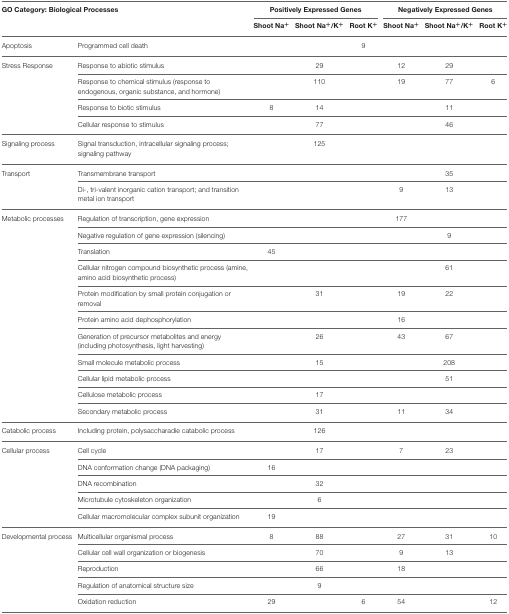 GO Category: Biological Processes Positively Expressed Genes Negatively Expressed Genes
Shoot Na+ Shoot Na+/K+ Root K+ Shoot Na+ Shoot Na+/K+ Root K+
Apoptosis Programmed cell death 9
Stress Response Response to abiotic stimulus 29 12 29
Response to chemical stimulus (response to 110 19 77 6
endogenous, organic substance, and hormone)
Response to biotic stimulus 8 14 11
Cellular response to stimulus 77 46
Signaling process Signal transduction, intracellular signaling process; 125
signaling pathway
Transport Transmembrane transport 35
Di-, tri-valent inorganic cation transport; and transition 9 13
metal ion transport
Metabolic processes Regulation of transcription, gene expression 177
Negative regulation of gene expression (silencing) 9
Translation 45
Cellular nitrogen compound biosynthetic process (amine, 61
amino acid biosynthetic process)
Protein modification by small protein conjugation or 31 19 22
removal
Protein amino acid dephosphorylation 16
Generation of precursor metabolites and energy 26 43 67
(including photosynthesis, light harvesting)
Small molecule metabolic process 15 208
Cellular lipid metabolic process 51
Cellulose metabolic process 17
Secondary metabolic process 31 11 34
Catabolic process Including protein, polysaccharadie catabolic process 126
Cellular process Cell cycle 17 7 23
DNA conformation change (DNA packaging) 16
DNA recombination 32
Microtubule cytoskeleton organization 6
Cellular macromolecular complex subunit organization 19
Developmental process Multicellular organismal process 8 88 27 31 10
Cellular cell wall organization or biogenesis 70 9 13
Reproduction 66 18
Regulation of anatomical structure size 9
Oxidation reduction 29 6 54 12